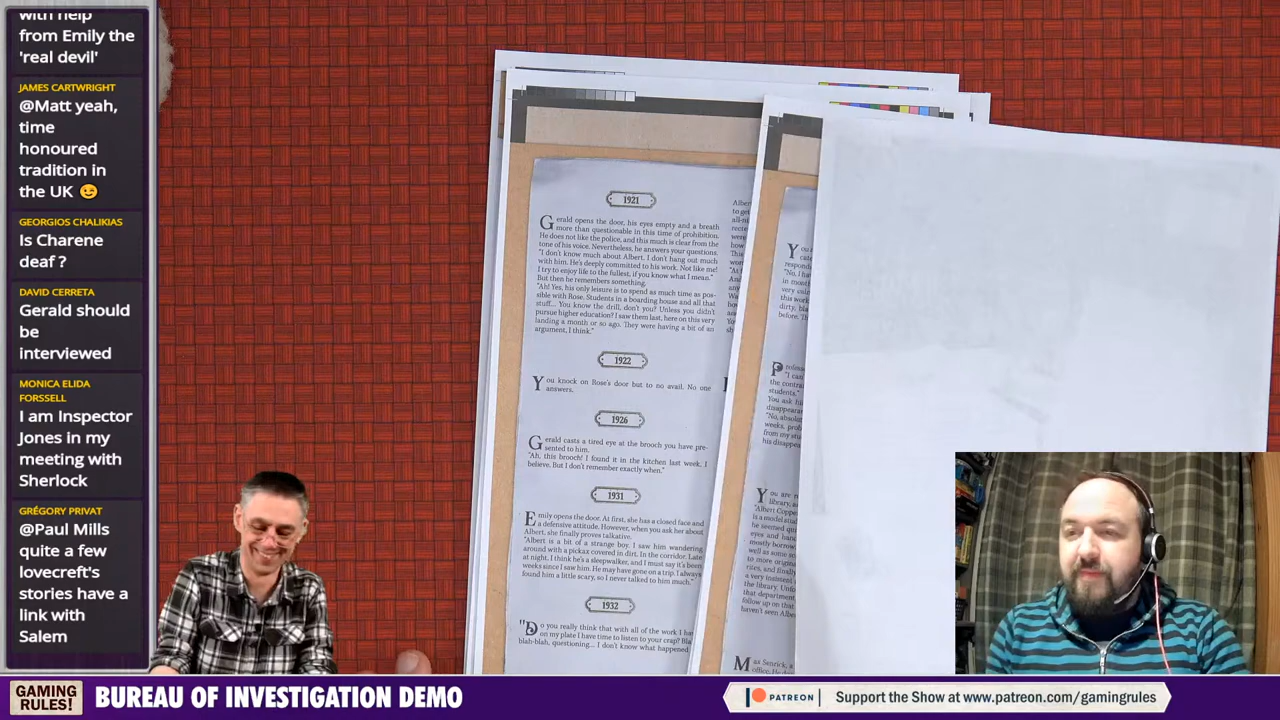 with help
from Emily the
'real devil'
JAMES CARTWRIGHT
@Matt yeah,
time
honoured
tradition in
the UK 😉
GEORGIOS CHALIKIAS
Is Charene
deaf ?
DAVID CERRETA
Gerald should
be
interviewed
MONICA ELIDA
FORSSELL
I am Inspector
Jones in my
meeting with
Sherlock
GRÉGORY PRIVAT
@Paul Mills
quite a few
lovecreft's
stories have a
link with
Salem
1921
Gerald opens the door, his eyes empty and a breath
more than questionable in this time of prohibition.
He does not like the police, and this much is clear from the
tone of his voice. Nevertheless, he answers your questions.
"I don't know much about Albert. I don't hang out much
with him. He's deeply committed to his work. Not like me!
I try to enjoy life to the fullest, if you know what I mean."
But then he remembers something.
"Ah! Yes, his only leisure is to spend as much time as pos-
sible with Rose. Students in a boarding house and all that
stuff... You know the drill, don't you? Unless you didn't
pursue higher education? I saw them last, here on this very
landing a month or so ago. They were having a bit of an
argument, I think."
1922
You knock on Rose's door but to no avail. No one
answers.
1926
Gerald casts a tired eye at the brooch you have pre-
sented to him.
"Ah, this brooch! I found it in the kitchen last week, I
believe. But I don't remember exactly when."
1931
Emily opens the door. At first, she has a closed face and
a defensive attitude. However, when you ask her about
Albert, she finally proves talkative.
"Albert is a bit of a strange boy. I saw him wandering
around with a pickax covered in dirt. In the corridor. Late
at night. I think he's a sleepwalker, and I must say it's been
weeks since I saw him. He may have gone on a trip. I always
found him a little scary, so I never talked to him much."
1932
"Do you really think that with all of the work I have
on my plate I have time to listen to your crap? Bla
blah-blah, questioning... I don't know what happened
GAMING
RULES!
BUREAU OF INVESTIGATION DEMO
PATREON
Support the Show at www.patreon.com/gamingrules